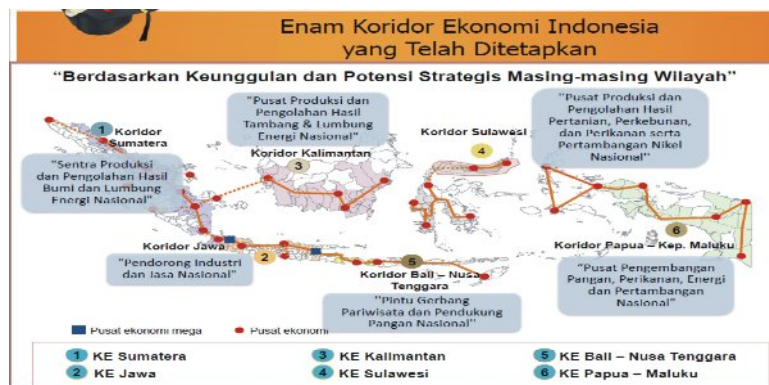 Enam Koridor Ekonomi Indonesia
yang Telah Ditetapkan
“Berdasarkan Keunggulan dan Potensi Strategis Masing-masing Wilayah”
1
Koridor
Sumatera
“Sentra Produksi
dan Pengolahan Hasil
Bumi dan Lumbung
Energi Nasional”
“Pusat Produksi dan
Pengolahan Hasil
Tambang & Lumbung
Energi Nasional”
Koridor Kalimantan
3
Koridor Sulawesi
4
“Pusat Produksi dan
Pengolahan Hasil
Pertanian, Perkebunan,
dan Perikanan serta
Pertambangan Nikel
Nasional”
Koridor Jawa
2
“Pendorong Industri
dan Jasa Nasional”
5
Koridor Bali – Nusa
Tenggara
“Pintu Gerbang
Pariwisata dan Pendukung
Pangan Nasional”
6
Koridor Papua – Kep. Maluku
“Pusat Pengembangan
Pangan, Perikanan, Energi
dan Pertambangan
Nasional”
Pusat ekonomi mega
Pusat ekonomi
1 KE Sumatera
2 KE Jawa
3 KE Kalimantan
4 KE Sulawesi
5 KE Bali – Nusa Tenggara
6 KE Papua – Maluku